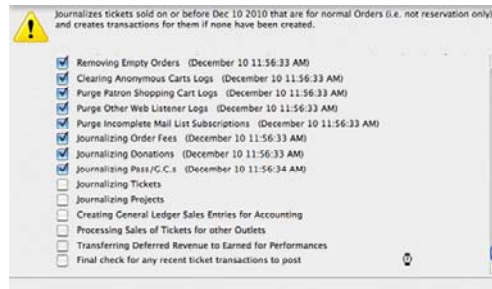 Journalizes tickets sold on or before Dec 10 2010 that are for normal Orders (i.e. not reservation only)
and creates transactions for them if none have been created.
Removing Empty Orders (December 10 11:56:33 AM)
Clearing Anonymous Carts Logs (December 10 11:56:33 AM)
Purge Patron Shopping Cart Logs (December 10 11:56:33 AM)
Purge Other Web Listener Logs (December 10 11:56:33 AM)
Purge Incomplete Mail List Subscriptions (December 10 11:56:33 AM)
Journalizing Order Fees (December 10 11:56:33 AM)
Journalizing Donations (December 10 11:56:33 AM)
Journalizing Pass/G.C.s (December 10 11:56:34 AM)
Journalizing Tickets
Journalizing Projects
Creating General Ledger Sales Entries for Accounting
Processing Sales of Tickets for other Outlets
Transferring Deferred Revenue to Earned for Performances
Final check for any recent ticket transactions to post